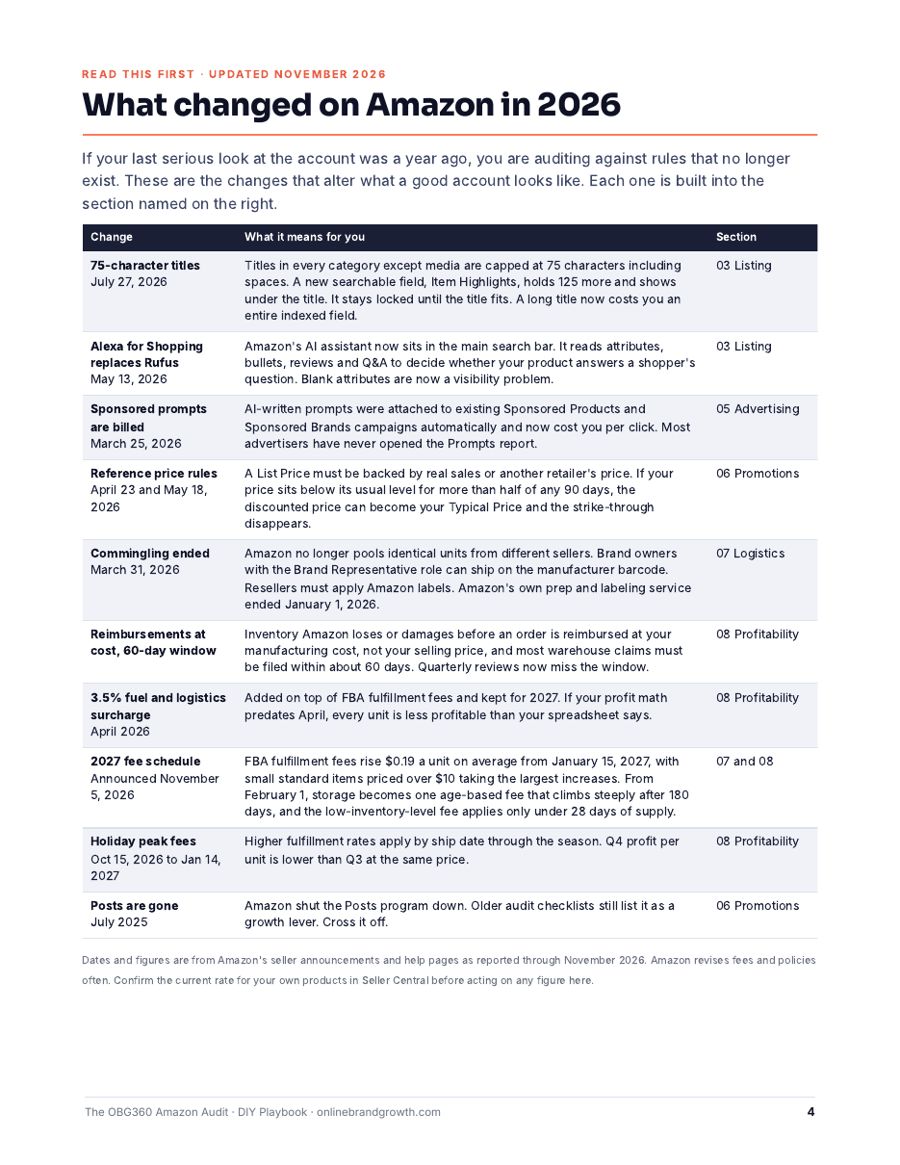 READ THIS FIRST · UPDATED NOVEMBER 2026
What changed on Amazon in 2026
If your last serious look at the account was a year ago, you are auditing against rules that no longer
exist. These are the changes that alter what a good account looks like. Each one is built into the
section named on the right.
Change What it means for you Section
75-character titles
July 27, 2026
Titles in every category except media are capped at 75 characters including
spaces. A new searchable field, Item Highlights, holds 125 more and shows
under the title. It stays locked until the title fits. A long title now costs you an
entire indexed field.
03 Listing
Alexa for Shopping
replaces Rufus
May 13, 2026
Amazon's AI assistant now sits in the main search bar. It reads attributes,
bullets, reviews and Q&A to decide whether your product answers a shopper's
question. Blank attributes are now a visibility problem.
03 Listing
Sponsored prompts
are billed
March 25, 2026
AI-written prompts were attached to existing Sponsored Products and
Sponsored Brands campaigns automatically and now cost you per click. Most
advertisers have never opened the Prompts report.
05 Advertising
Reference price rules
April 23 and May 18,
2026
A List Price must be backed by real sales or another retailer's price. If your
price sits below its usual level for more than half of any 90 days, the
discounted price can become your Typical Price and the strike-through
disappears.
06 Promotions
Commingling ended
March 31, 2026
Amazon no longer pools identical units from different sellers. Brand owners
with the Brand Representative role can ship on the manufacturer barcode.
Resellers must apply Amazon labels. Amazon's own prep and labeling service
ended January 1, 2026.
07 Logistics
Reimbursements at
cost, 60-day window
Inventory Amazon loses or damages before an order is reimbursed at your
manufacturing cost, not your selling price, and most warehouse claims must
be filed within about 60 days. Quarterly reviews now miss the window.
08 Profitability
3.5% fuel and logistics
surcharge
April 2026
Added on top of FBA fulfillment fees and kept for 2027. If your profit math
predates April, every unit is less profitable than your spreadsheet says.
08 Profitability
2027 fee schedule
Announced November
5, 2026
FBA fulfillment fees rise $0.19 a unit on average from January 15, 2027, with
small standard items priced over $10 taking the largest increases. From
February 1, storage becomes one age-based fee that climbs steeply after 180
days, and the low-inventory-level fee applies only under 28 days of supply.
07 and 08
Holiday peak fees
Oct 15, 2026 to Jan 14,
2027
Higher fulfillment rates apply by ship date through the season. Q4 profit per
unit is lower than Q3 at the same price.
08 Profitability
Posts are gone
July 2025
Amazon shut the Posts program down. Older audit checklists still list it as a
growth lever. Cross it off.
06 Promotions
Dates and figures are from Amazon's seller announcements and help pages as reported through November 2026. Amazon revises fees and policies
often. Confirm the current rate for your own products in Seller Central before acting on any figure here.
The OBG360 Amazon Audit · DIY Playbook · onlinebrandgrowth.com 4